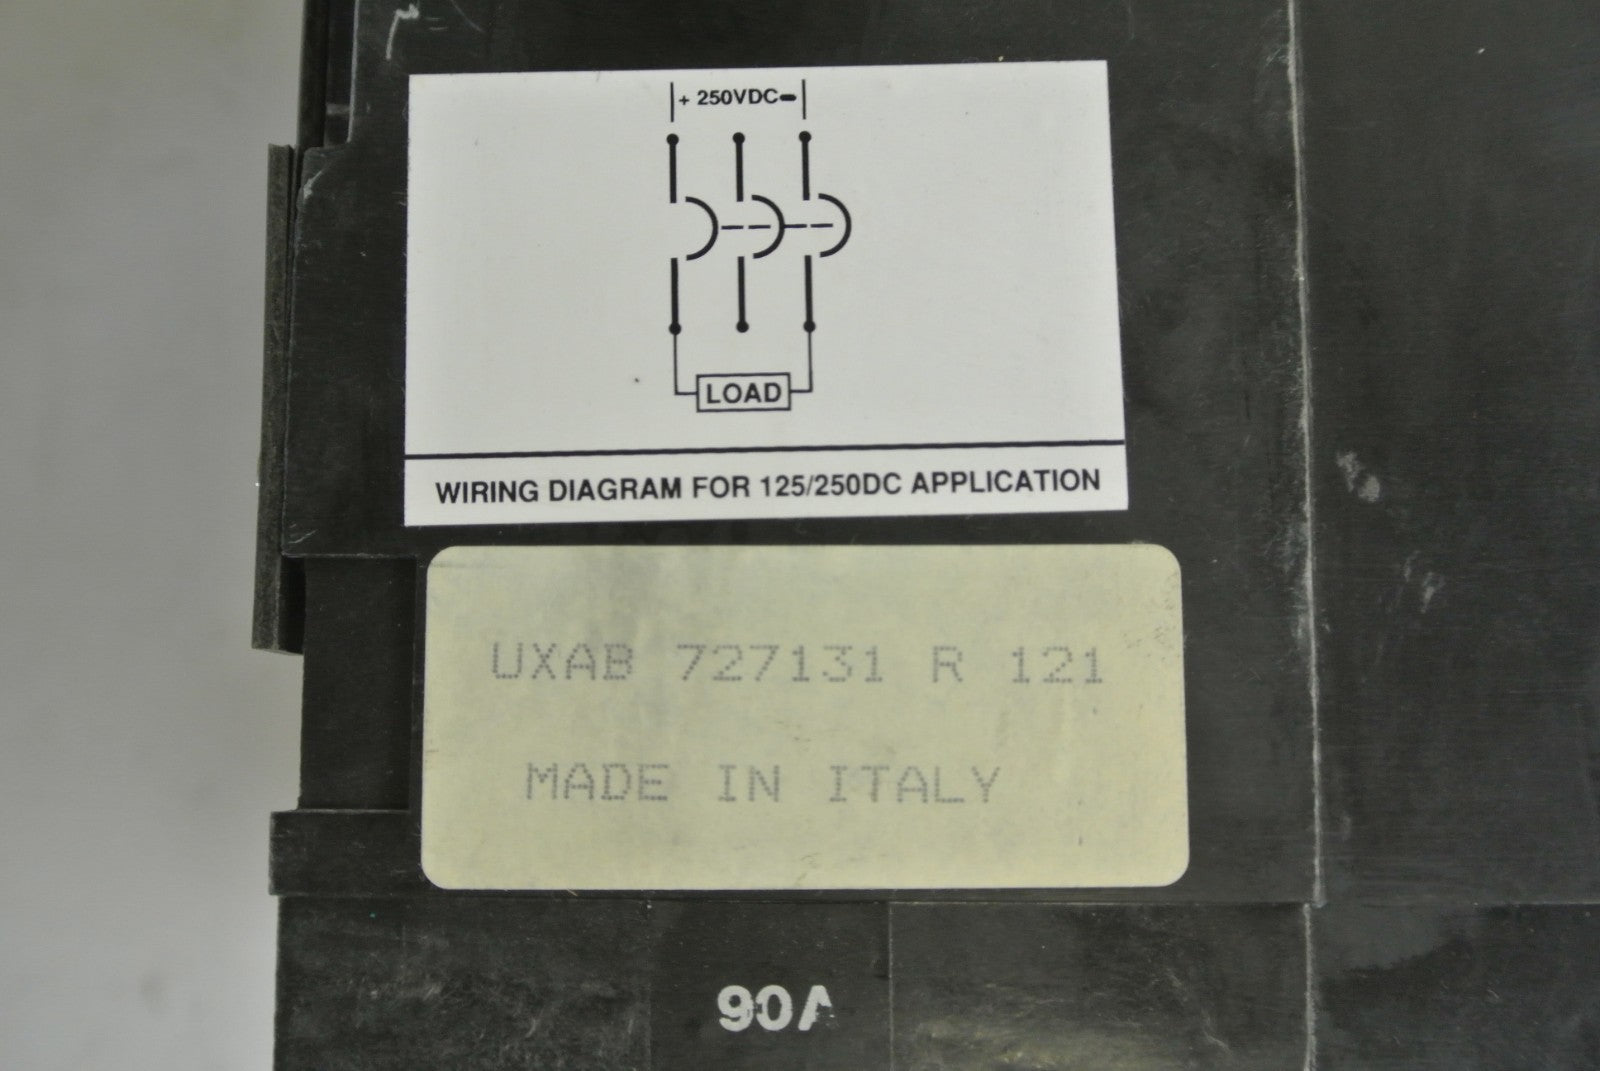 + 250VDC-
LOAD
WIRING DIAGRAM FOR 125/250DC APPLICATION
UXAB 727131 R 121
MADE IN ITALY
90A